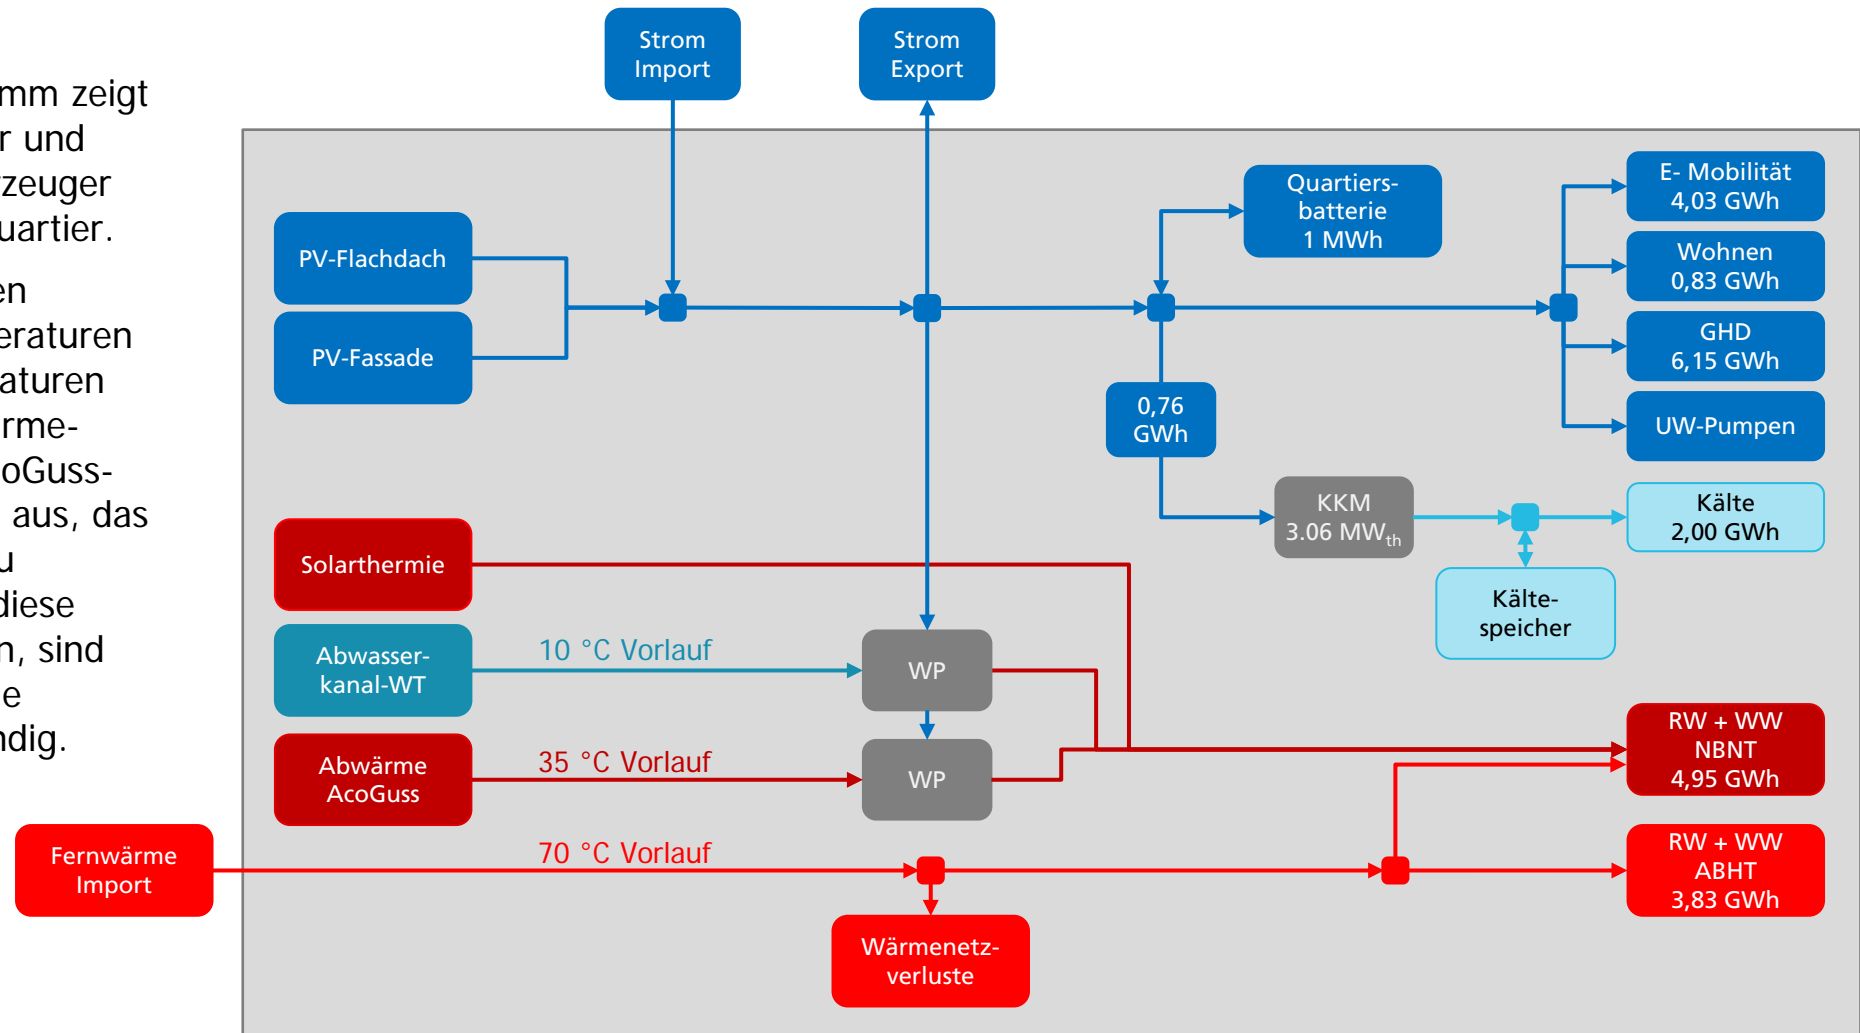 mm zeigt
r und
zeuger
uartier.
en
eraturen
aturen
rme-
oGuss-
aus, das
u
diese
n, sind
e
ndig.
Strom
Import
Strom
Export
PV-Flachdach
PV-Fassade
Quartiers-
batterie
1 MWh
E- Mobilität
4,03 GWh
Wohnen
0,83 GWh
GHD
6,15 GWh
UW-Pumpen
0,76
GWh
KKM
3.06 MWth
Kälte
2,00 GWh
Kälte-
speicher
Solarthermie
Abwasser-
kanal-WT
10 °C Vorlauf
WP
Abwärme
AcoGuss
35 °C Vorlauf
WP
RW + WW
NBNT
4,95 GWh
Fernwärme
Import
70 °C Vorlauf
RW + WW
ABHT
3,83 GWh
Wärmenetz-
verluste